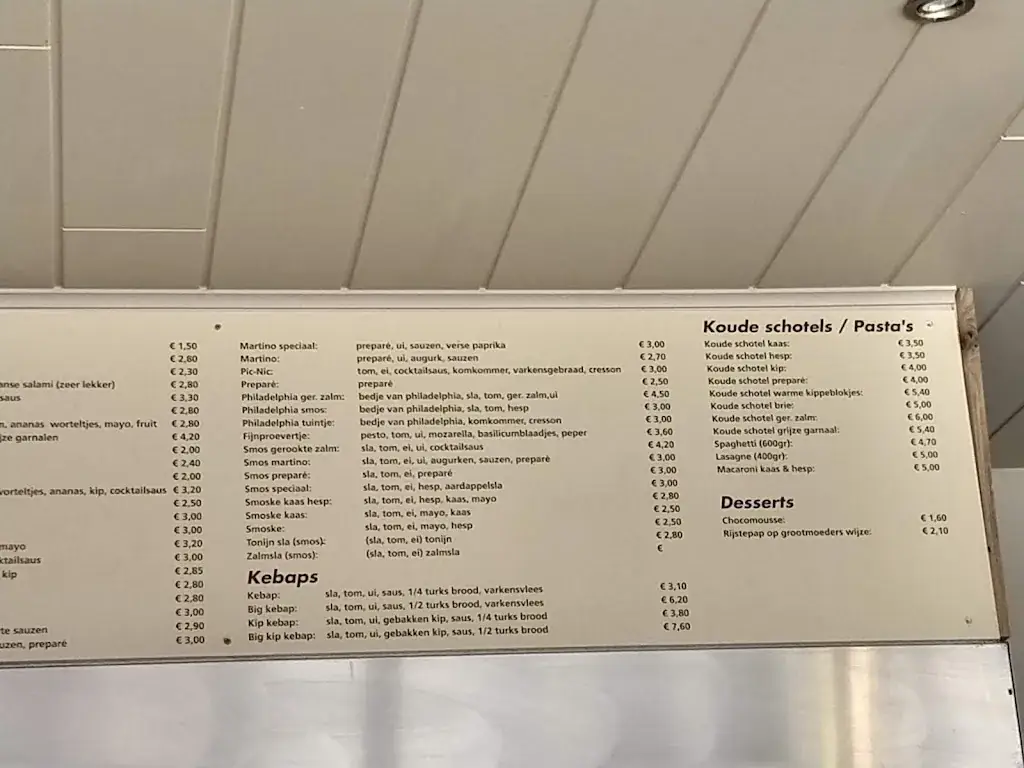 € 1,50
€ 2,80
€ 2,30
anse salami (zeer lekker) € 2,80
saus € 3,30
€ 2,80
n, ananas worteltjes, mayo, fruit € 2,80
jze garnalen € 4,20
€ 2,00
€ 2,40
€ 2,00
worteltjes, ananas, kip, cocktailsaus € 3,20
€ 2,50
€ 3,00
€ 3,00
mayo € 3,20
ktailsaus € 3,00
kip € 2,85
€ 2,80
€ 2,80
€ 3,00
rte sauzen € 2,90
uzen, preparé € 3,00
Martino speciaal: preparé, ui, sauzen, verse paprika € 3,00
Martino: preparé, ui, augurk, sauzen € 2,70
Pic-Nic: tom, ei, cocktailsaus, komkommer, varkensgebraad, cresson € 3,00
Preparé: preparé € 2,50
Philadelphia ger. zalm: bedje van philadelphia, sla, tom, ger. zalm,ui € 4,50
Philadelphia smos: bedje van philadelphia, sla, tom, hesp € 3,00
Philadelphia tuintje: bedje van philadelphia, komkommer, cresson € 3,00
Fijnproevertje: pesto, tom, ui, mozarella, basilicumblaadjes, peper € 3,60
Smos gerookte zalm: sla, tom, ei, ui, cocktailsaus € 4,20
Smos martino: sla, tom, ei, ui, augurken, sauzen, preparé € 3,00
Smos preparé: sla, tom, ei, preparé € 3,00
Smos speciaal: sla, tom, ei, hesp, aardappelsla € 3,00
Smoske kaas hesp: sla, tom, ei, hesp, kaas, mayo € 2,80
Smoske kaas: sla, tom, ei, mayo, kaas € 2,50
Smoske: sla, tom, ei, mayo, hesp € 2,50
Tonijn sla (smos): (sla, tom, ei) tonijn € 2,80
Zalmsla (smos): (sla, tom, ei) zalmsla €
Kebaps
Kebap: sla, tom, ui, saus, 1/4 turks brood, varkensvlees € 3,10
Big kebap: sla, tom, ui, saus, 1/2 turks brood, varkensvlees € 6,20
Kip kebap: sla, tom, ui, gebakken kip, saus, 1/4 turks brood € 3,80
Big kip kebap: sla, tom, ui, gebakken kip, saus, 1/2 turks brood € 7,60
Koude schotels / Pasta's
Koude schotel kaas: € 3,50
Koude schotel hesp: € 3,50
Koude schotel kip: € 4,00
Koude schotel preparé: € 4,00
Koude schotel warme kippeblokjes: € 5,40
Koude schotel brie: € 5,00
Koude schotel ger. zalm: € 6,00
Koude schotel grijze garnaal: € 5,40
Spaghetti (600gr): € 4,70
Lasagne (400gr): € 5,00
Macaroni kaas & hesp: € 5,00
Desserts
Chocomousse: € 1,60
Rijstepap op grootmoeders wijze: € 2,10